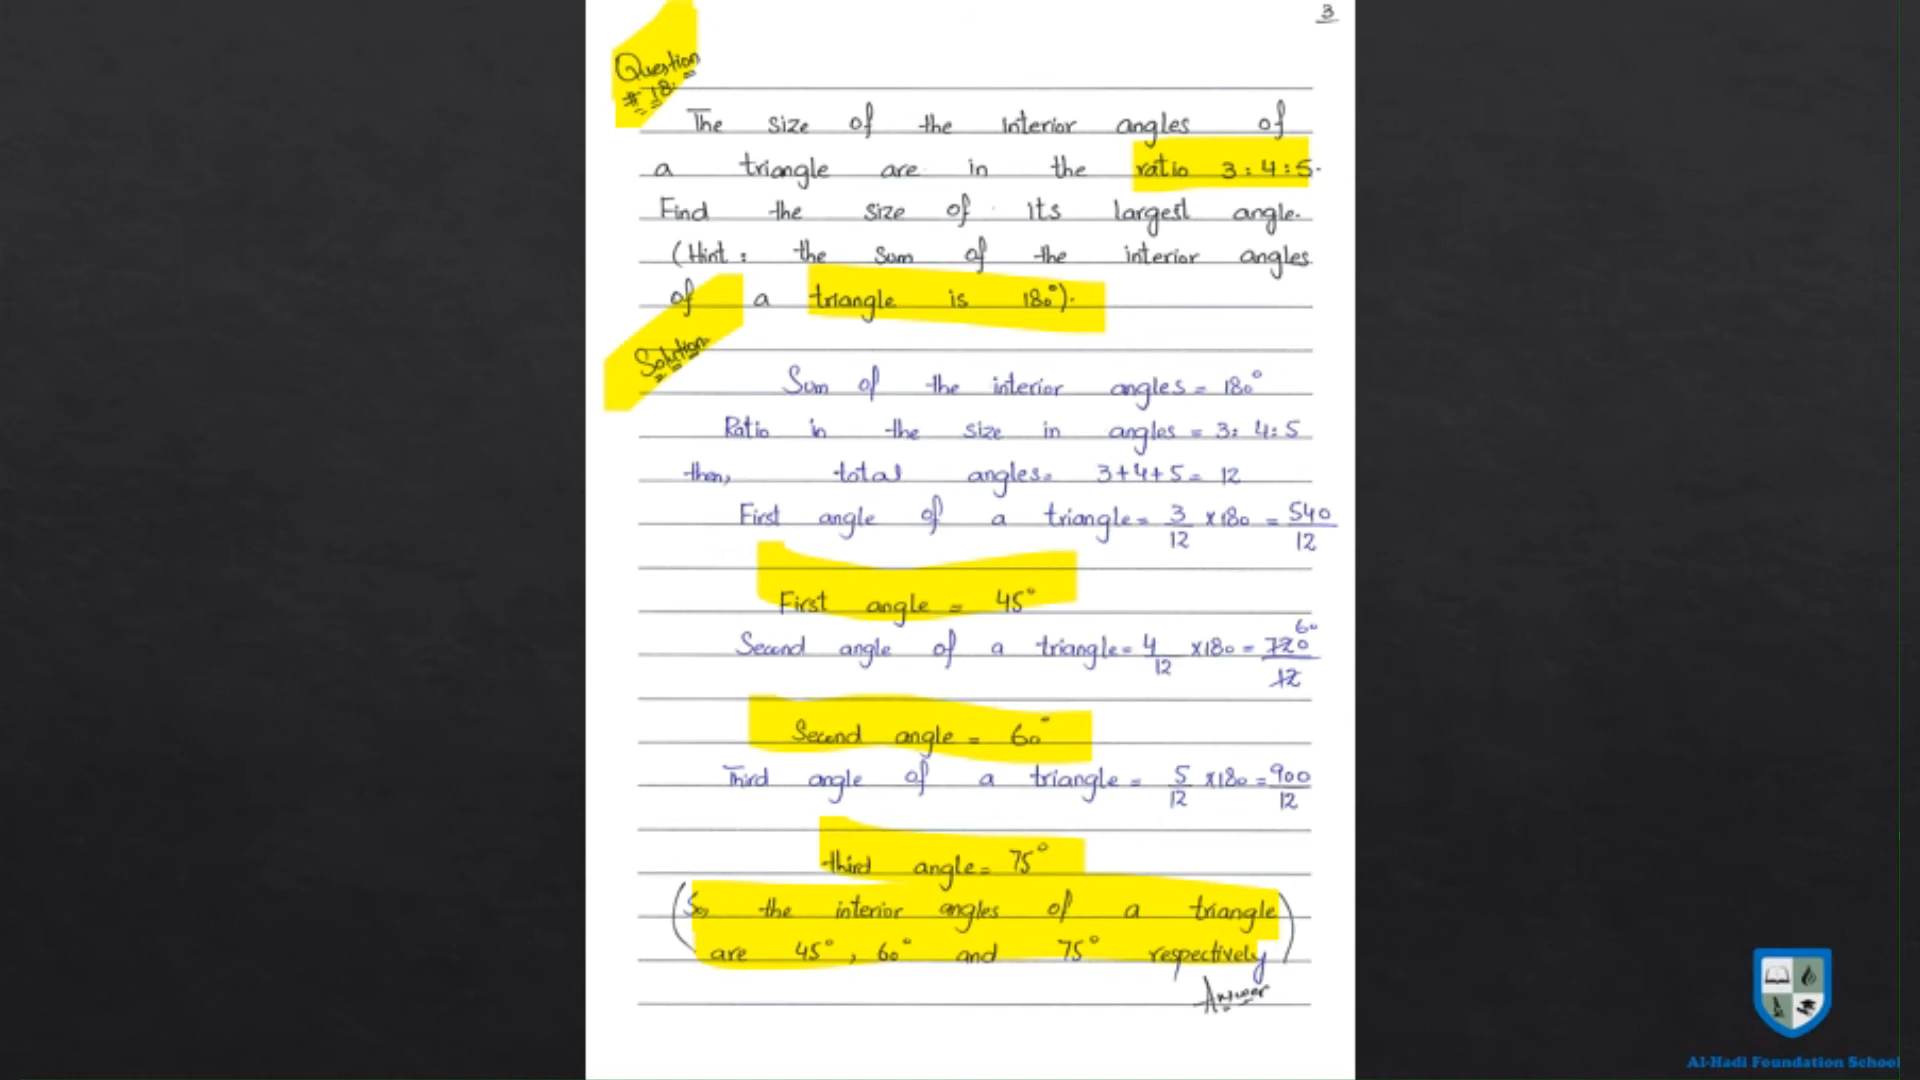 3
Question
# 18.
The size of the interior angles of
a triangle are in the ratio 3:4:5.
Find the size of its largest angle.
(Hint: the sum of the interior angles
of a triangle is 180°).
Solution
Sum of the interior angles = 180°
Ratio in the size in angles = 3:4:5
then, total angles = 3+4+5 = 12
First angle of a triangle = 3/12 × 180 = 540/12
First angle = 45°
Second angle of a triangle = 4/12 × 180 = 720/12 60
Second angle = 60°
Third angle of a triangle = 5/12 × 180 = 900/12
third angle = 75°
(So, the interior angles of a triangle
are 45°, 60° and 75° respectively)
Answer
Al-Hadi Foundation School